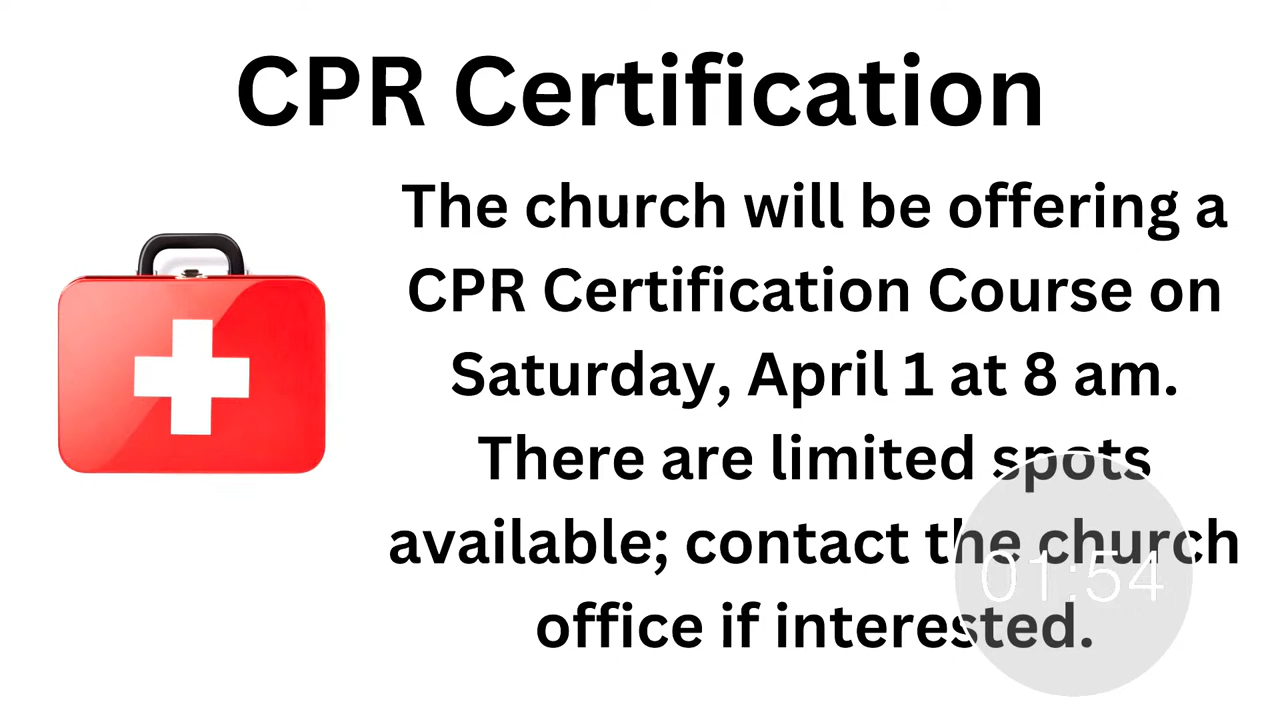 CPR Certification
The church will be offering a
CPR Certification Course on
Saturday, April 1 at 8 am.
There are limited spots
available; contact the church
office if interested.
01:54